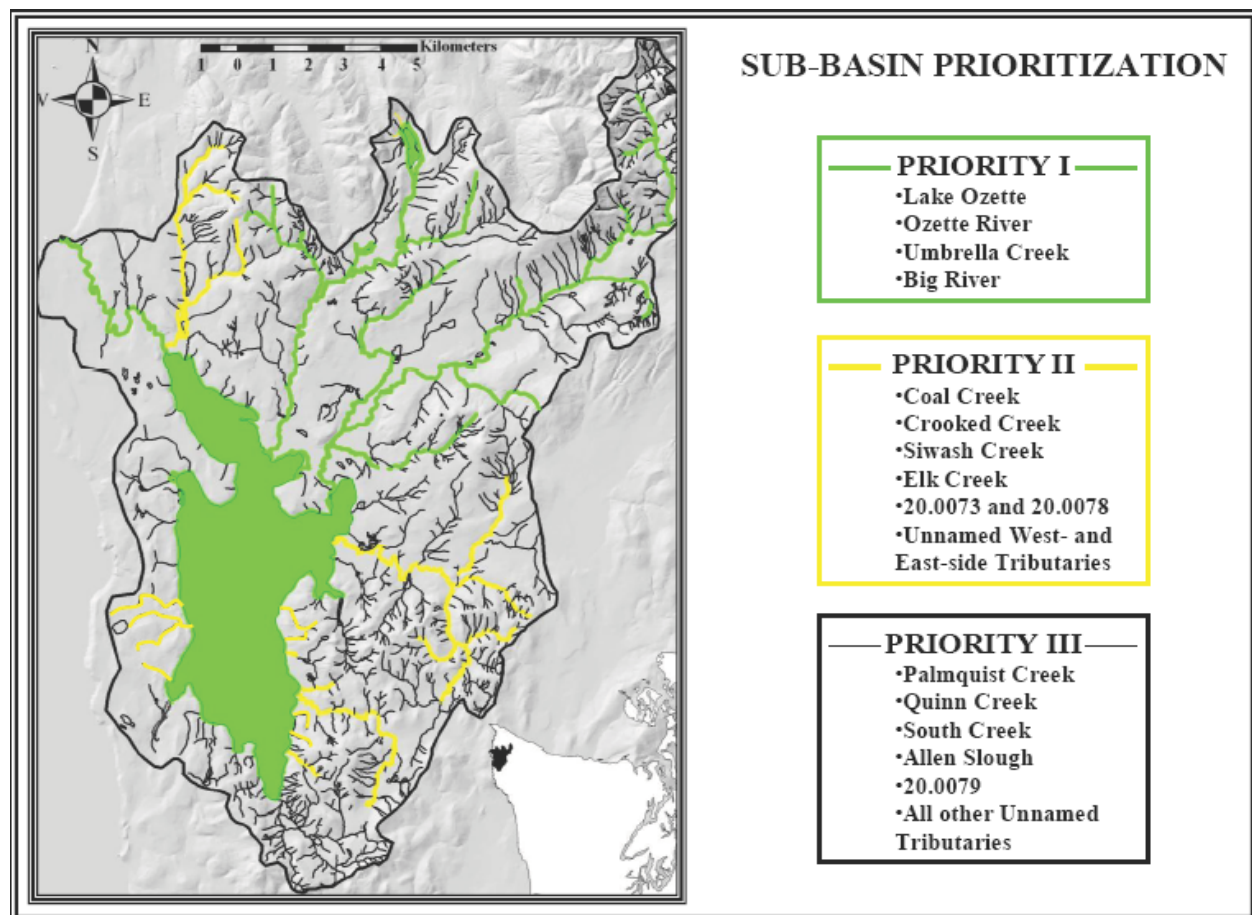 N
V
E
S
Kilometers
1 0 1 2 3 4 5
SUB-BASIN PRIORITIZATION
PRIORITY I
•Lake Ozette
•Ozette River
•Umbrella Creek
•Big River
PRIORITY II
•Coal Creek
•Crooked Creek
•Siwash Creek
•Elk Creek
•20.0073 and 20.0078
•Unnamed West- and
East-side Tributaries
PRIORITY III
•Palmquist Creek
•Quinn Creek
•South Creek
•Allen Slough
•20.0079
•All other Unnamed
Tributaries